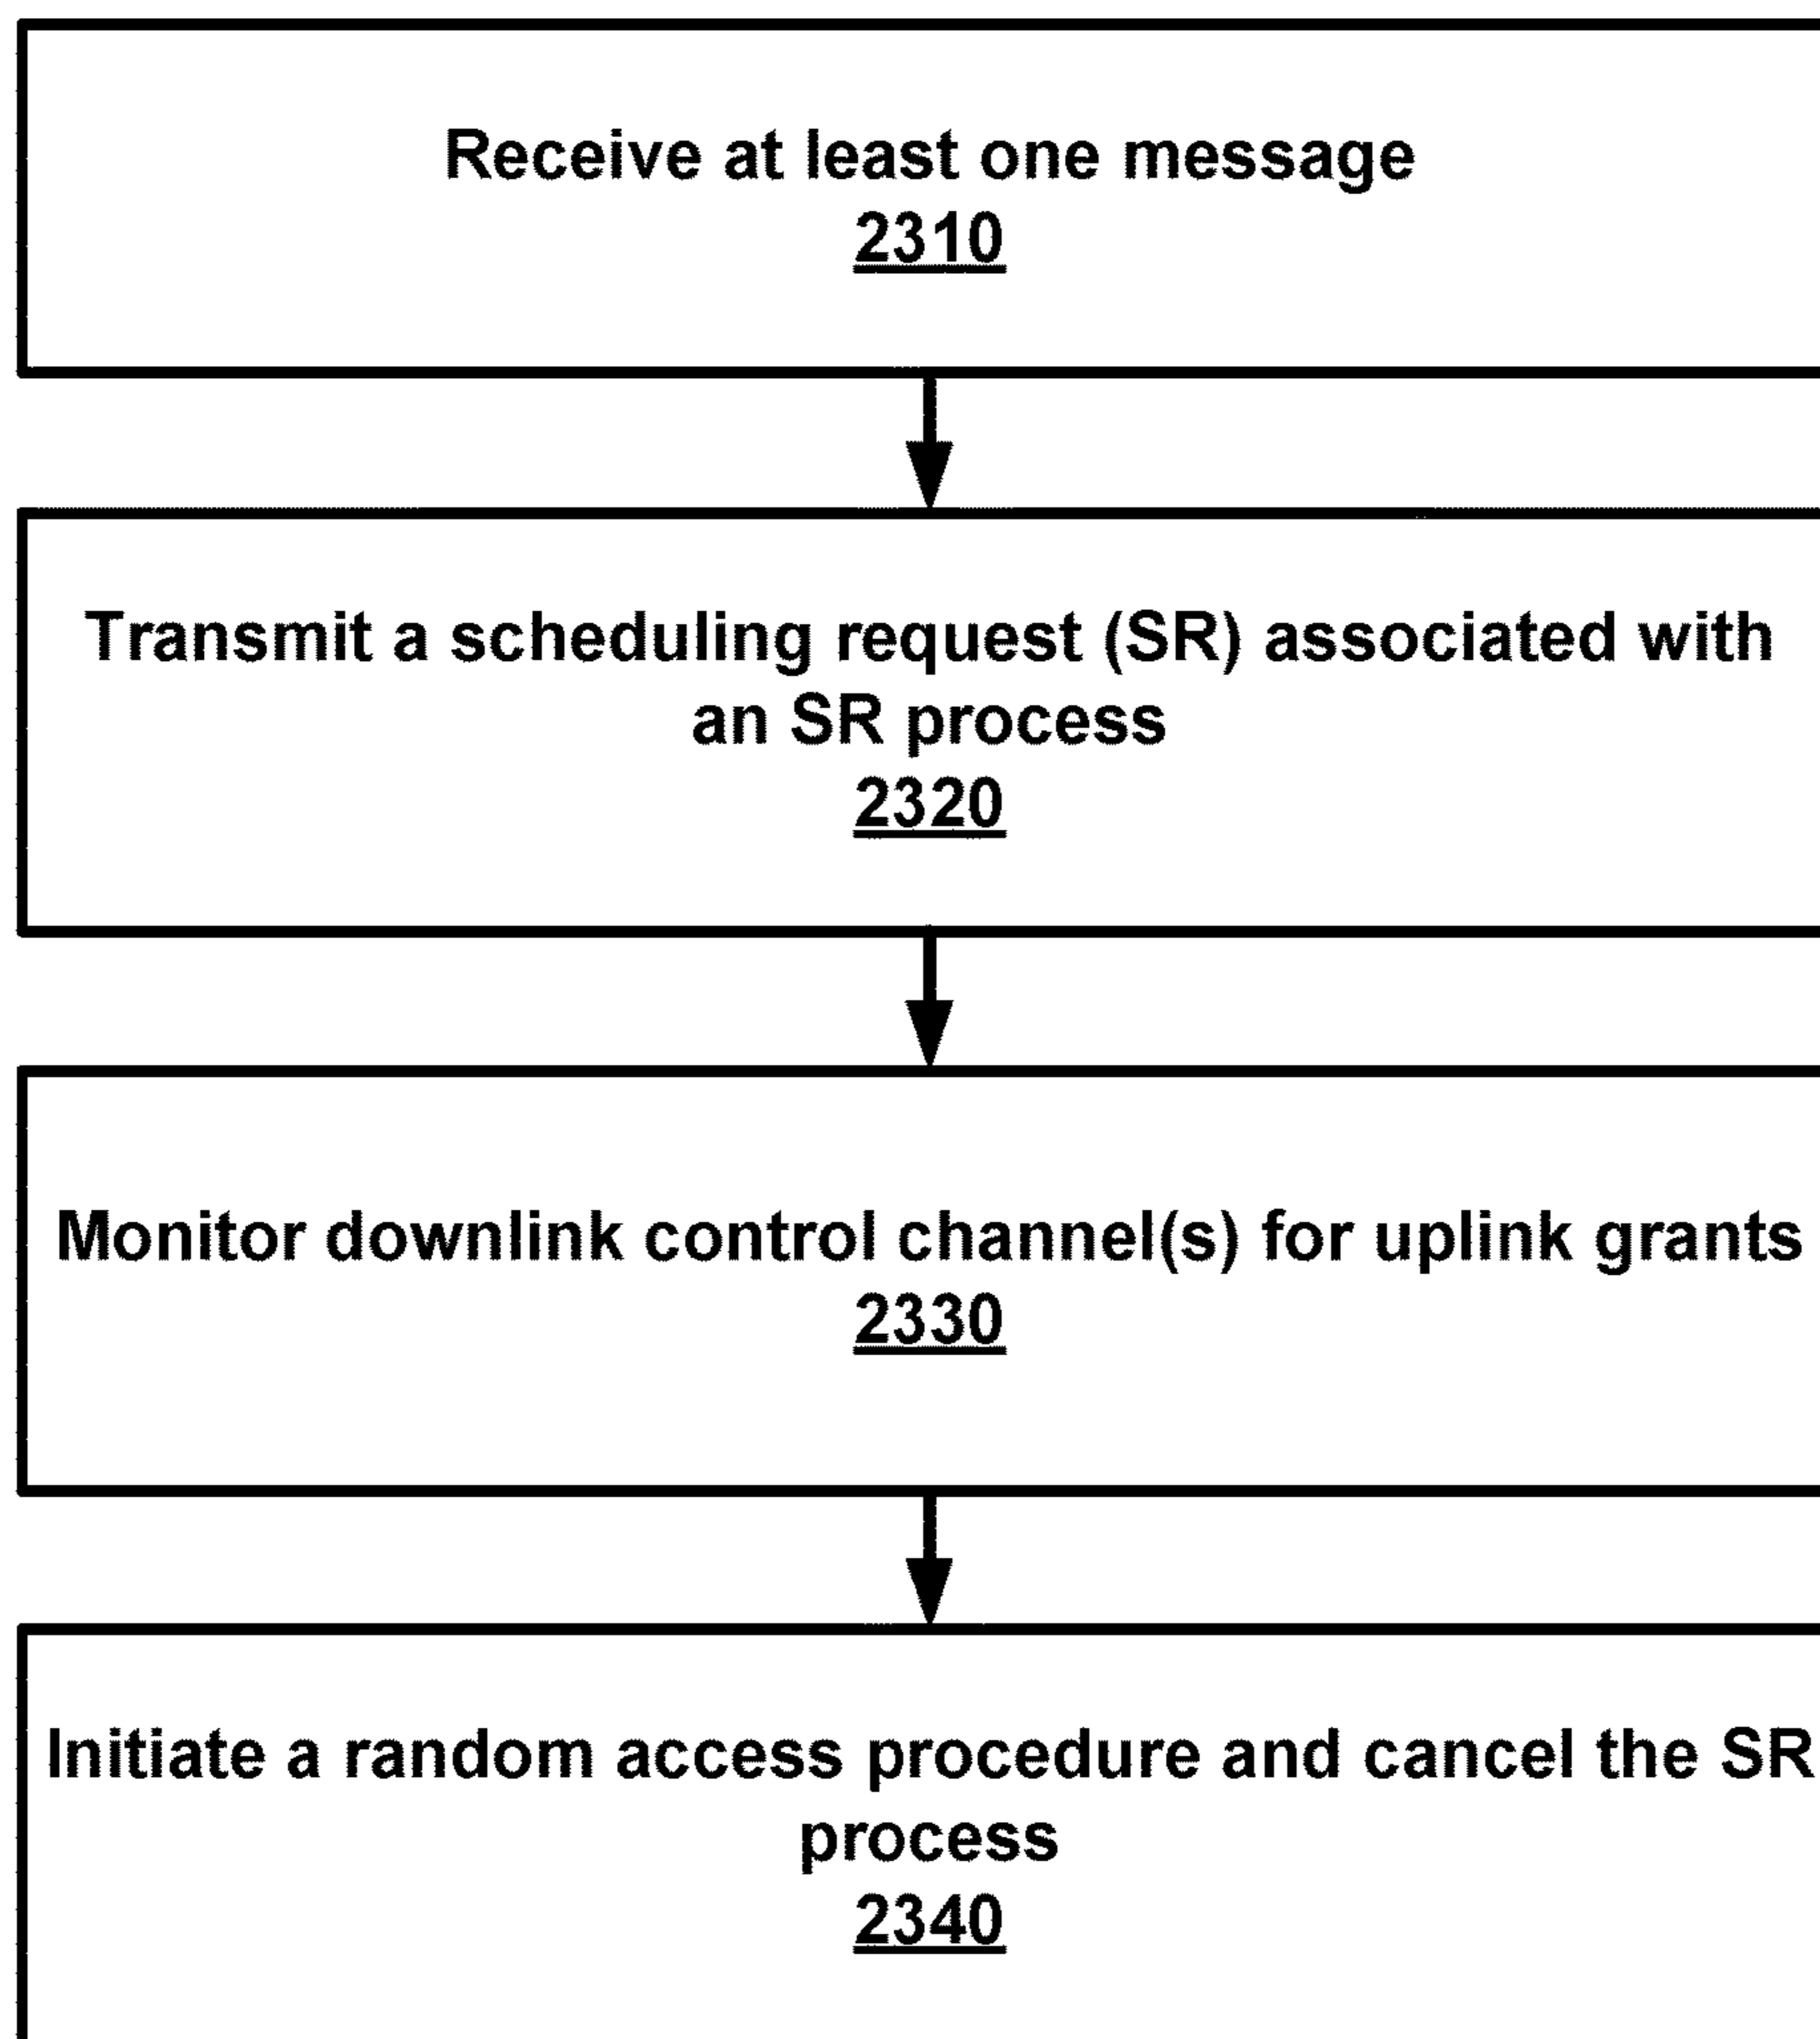 Receive at least one message
2310
Transmit a scheduling request (SR) associated with
an SR process
2320
Monitor downlink control channel(s) for uplink grants
2330
Initiate a random access procedure and cancel the SR
process
2340